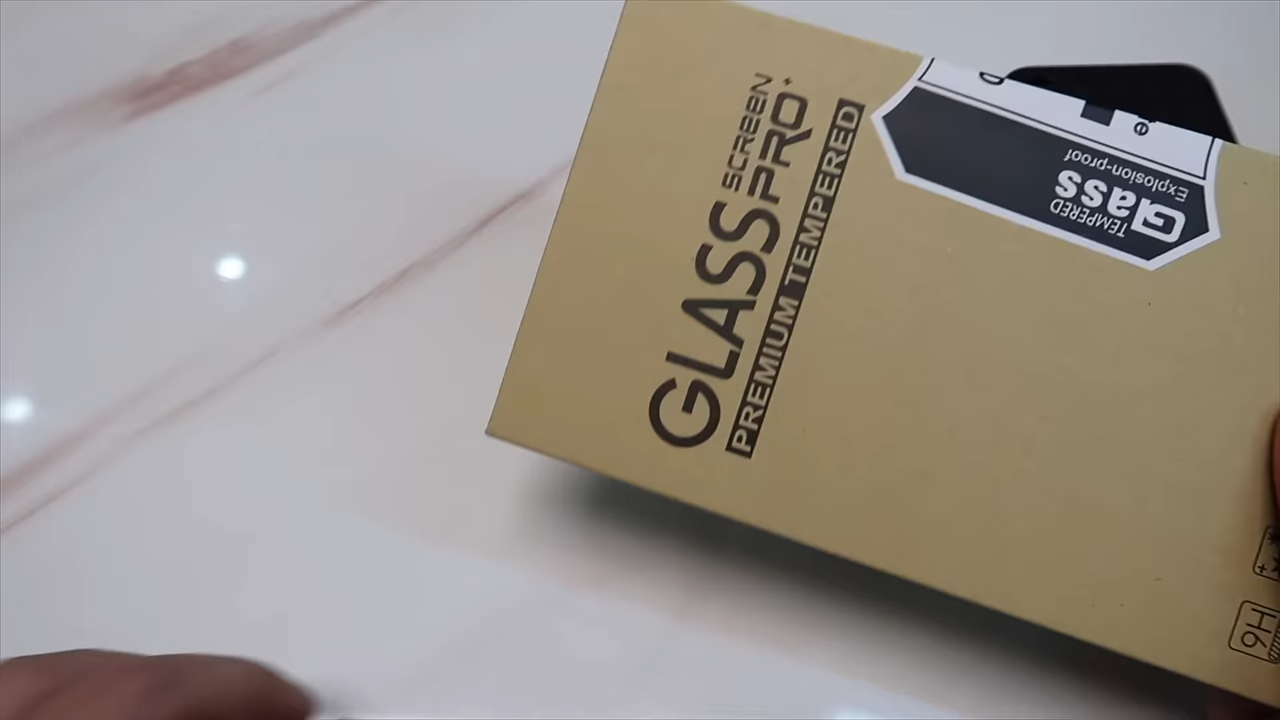 GLASS SCREEN
PRO+
PREMIUM TEMPERED
TEMPERED
Glass
Explosion-proof
9H